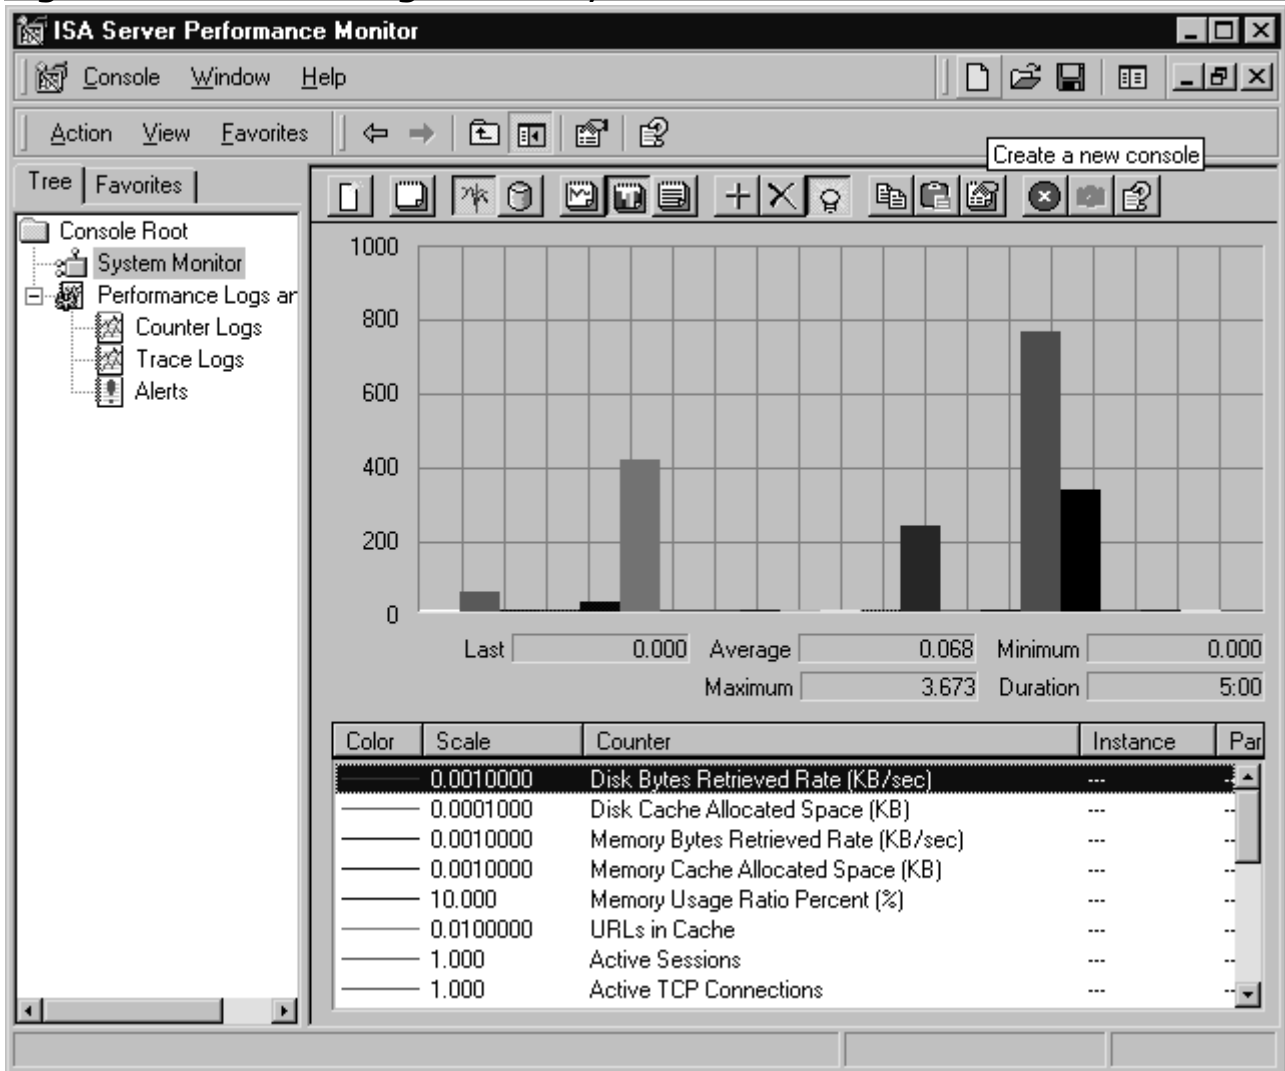 ISA Server Performance Monitor
Console Window Help
Action View Favorites
Create a new console
Tree Favorites
Console Root
System Monitor
Performance Logs ar
Counter Logs
Trace Logs
Alerts
1000
800
600
400
200
0
Last 0.000 Average 0.068 Minimum 0.000
Maximum 3.673 Duration 5:00
Color Scale Counter Instance Par
0.0010000 Disk Bytes Retrieved Rate (KB/sec) --- --
0.0001000 Disk Cache Allocated Space (KB) --- --
0.0010000 Memory Bytes Retrieved Rate (KB/sec) --- --
0.0010000 Memory Cache Allocated Space (KB) --- --
10.000 Memory Usage Ratio Percent (%) --- --
0.0100000 URLs in Cache --- --
1.000 Active Sessions --- --
1.000 Active TCP Connections --- --